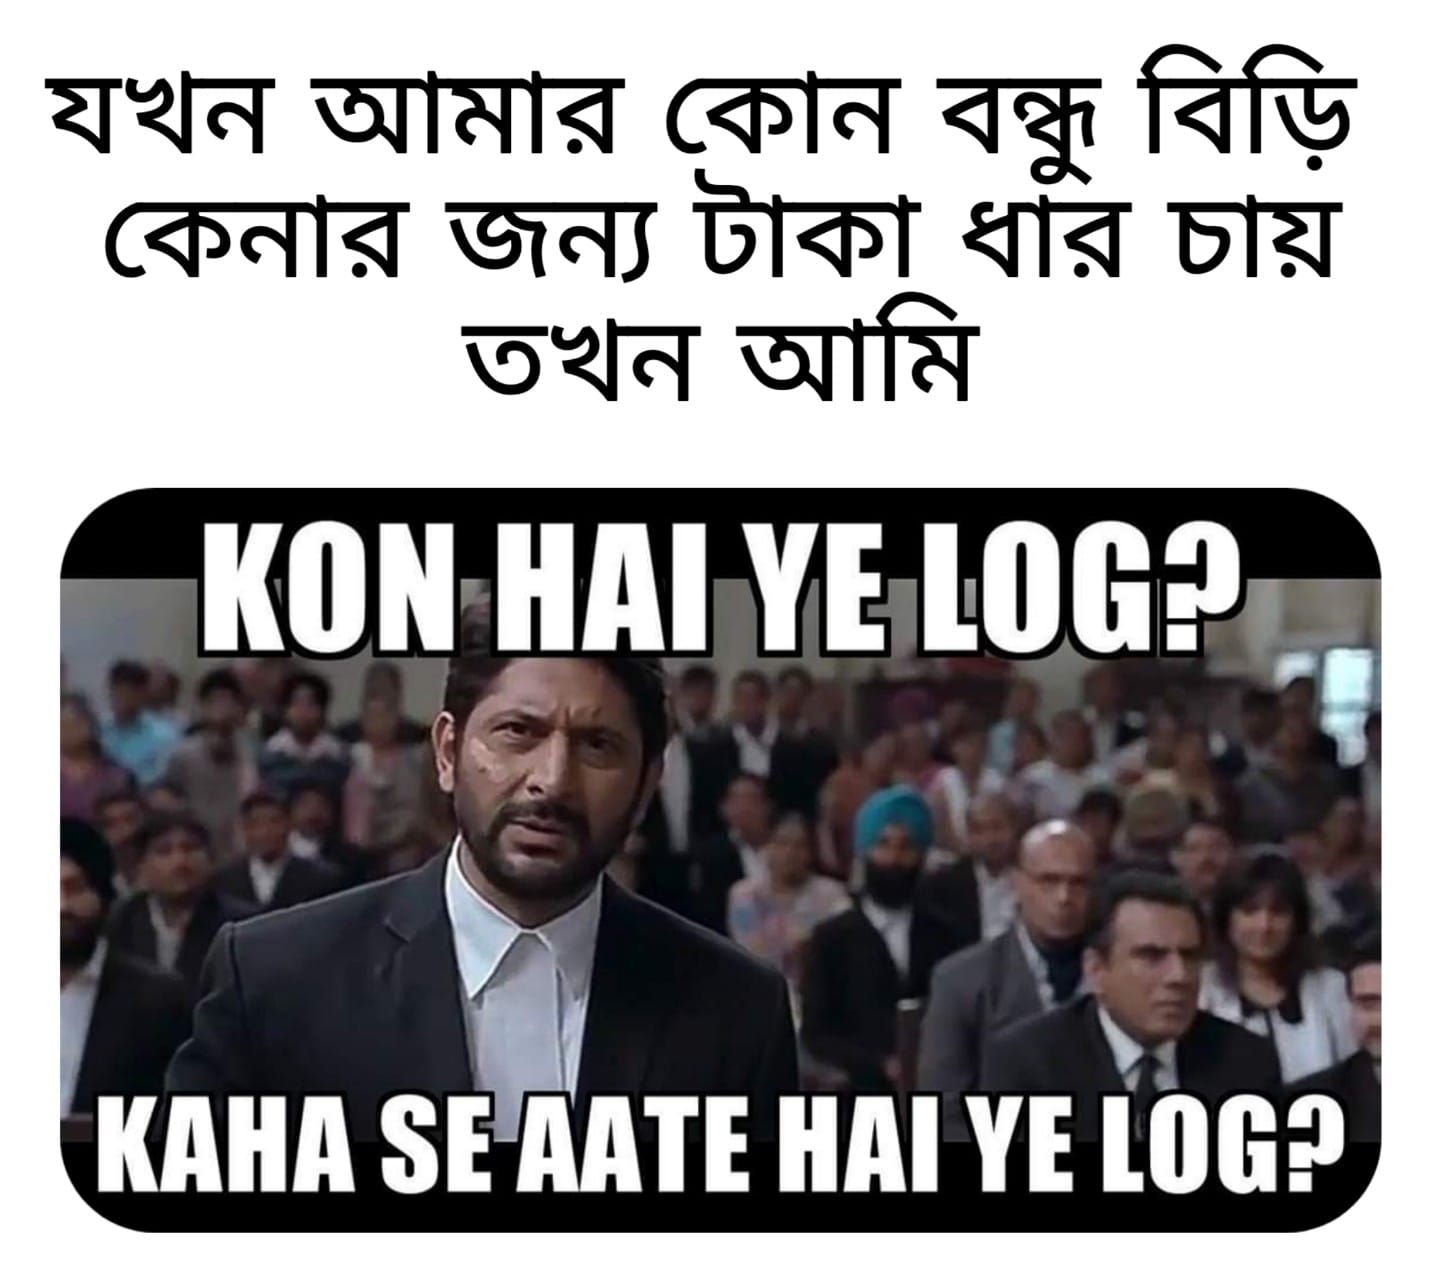 যখন আমার কোন বন্ধু বিড়ি
কেনার জন্য টাকা ধার চায়
তখন আমি
KON HAI YE LOG?
KAHA SE AATE HAI YE LOG?